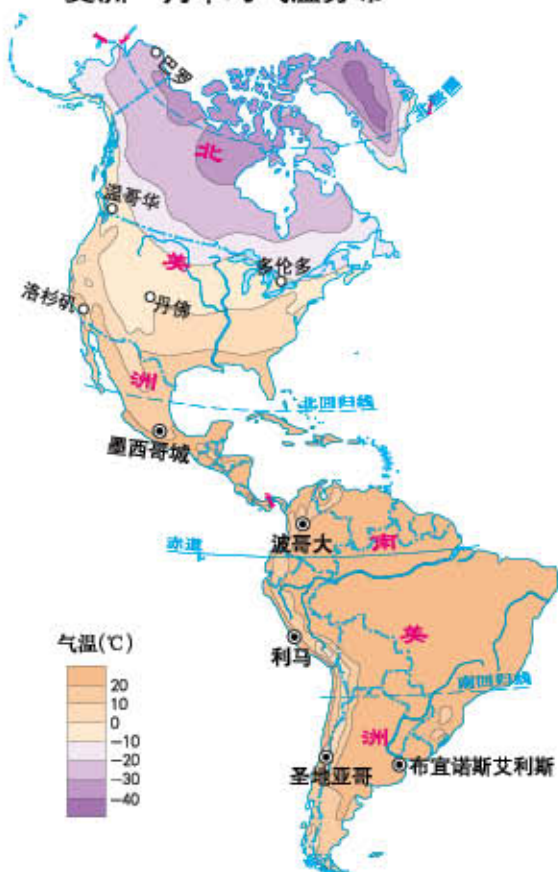 巴罗
北极圈
北
温哥华
美
多伦多
洛杉矶
丹佛
洲
北回归线
墨西哥城
波哥大
南
赤道
美
利马
气温(℃)
20
10
0
-10
-20
-30
-40
南回归线
洲
圣地亚哥
布宜诺斯艾利斯